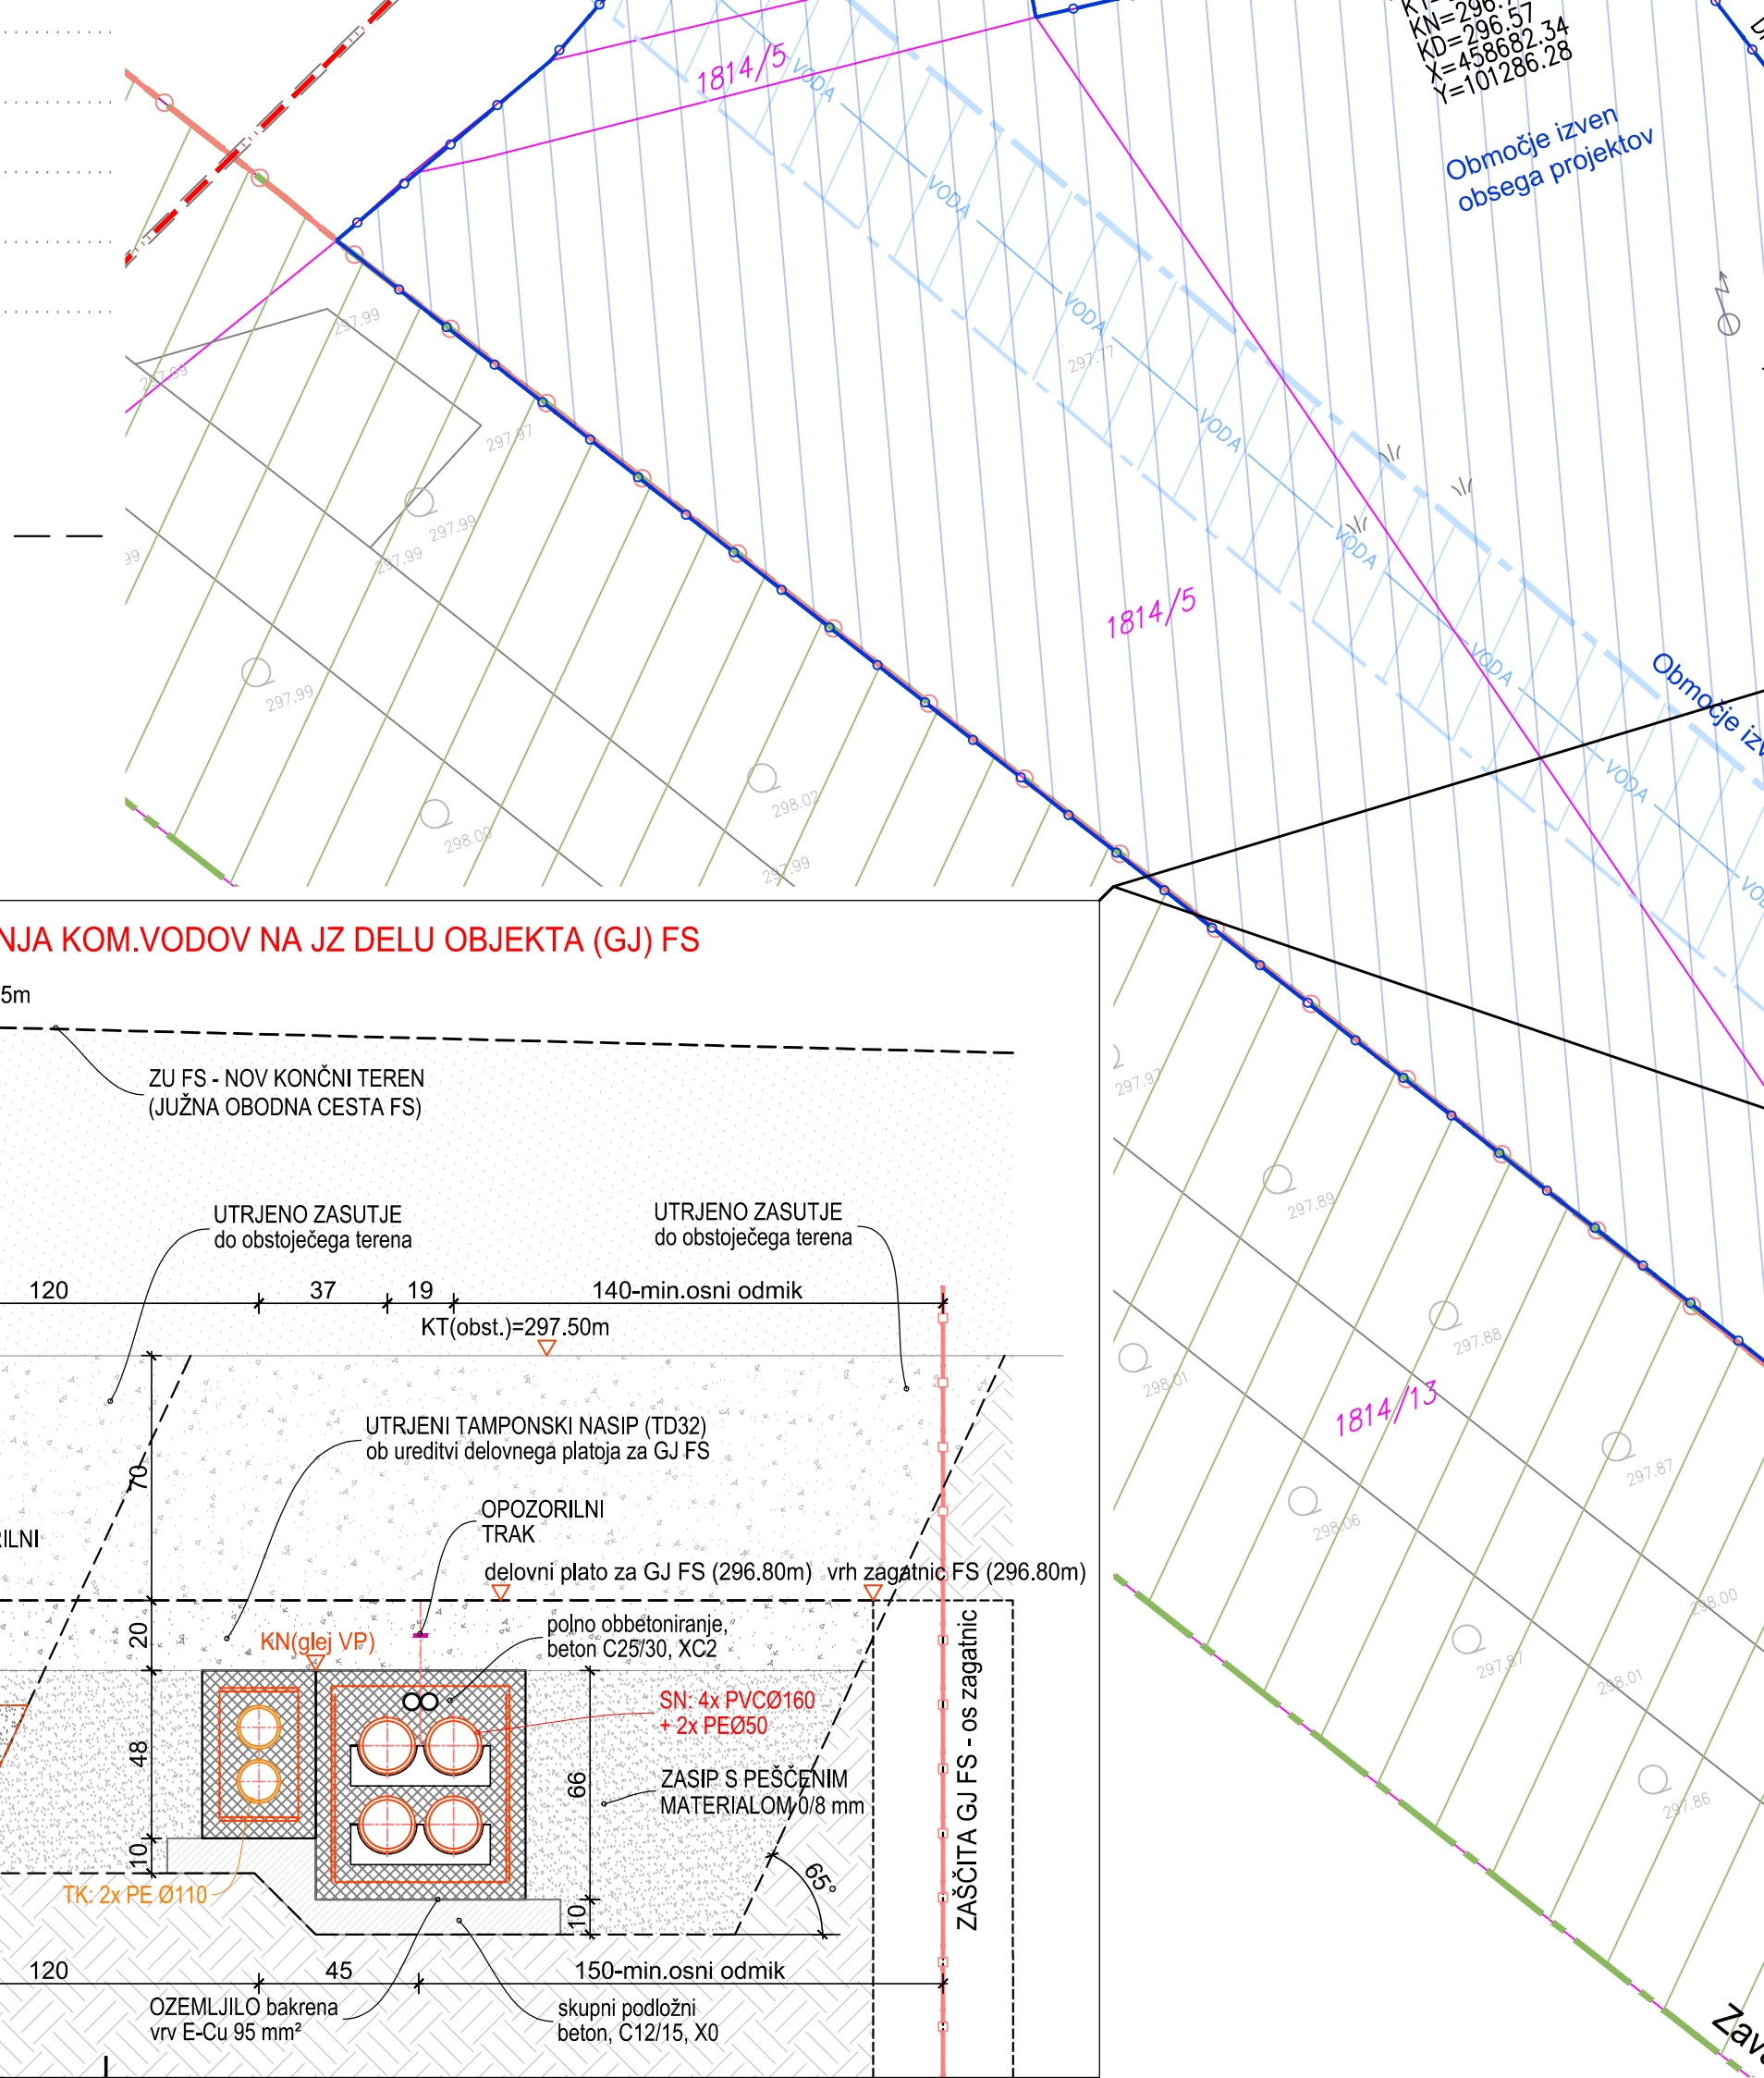 KN=296.
KD=296.57
X=458682.34
Y=101286.28
Območje izven
obsega projektov
1814/5
VODA
VODA
VODA
VODA
VODA
VODA
VODA
297.99
297.99
297.97
297.99
297.99
99
297.77
1814/5
Območje izv
297.99
298.02
298.00
297.99
NJA KOM.VODOV NA JZ DELU OBJEKTA (GJ) FS
5m
ZU FS - NOV KONČNI TEREN
(JUŽNA OBODNA CESTA FS)
UTRJENO ZASUTJE
do obstoječega terena
UTRJENO ZASUTJE
do obstoječega terena
120
37
19
140-min.osni odmik
KT(obst.)=297.50m
UTRJENI TAMPONSKI NASIP (TD32)
ob ureditvi delovnega platoja za GJ FS
70
OPOZORILNI
TRAK
RILNI
delovni plato za GJ FS (296.80m)
vrh zagatnic FS (296.80m)
20
KN(glej VP)
polno obbetoniranje,
beton C25/30, XC2
SN: 4x PVCØ160
+ 2x PEØ50
48
66
ZASIP S PEŠČENIM
MATERIALOM 0/8 mm
ZAŠČITA GJ FS - os zagatnic
10
TK: 2x PE Ø110
10
65°
120
45
150-min.osni odmik
OZEMLJILO bakrena
vrv E-Cu 95 mm²
skupni podložni
beton, C12/15, X0
297.97
297.89
297.88
298.01
1814/13
297.87
298.06
298.00
297.87
298.01
297.86
Zava